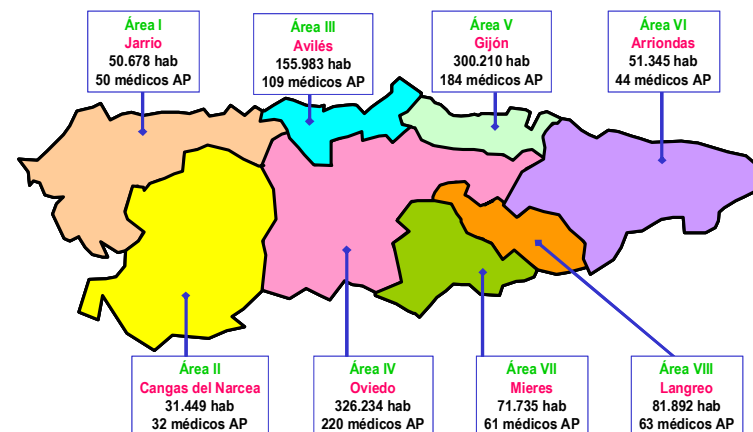 Área I
Jarrio
50.678 hab
50 médicos AP
Área III
Avilés
155.983 hab
109 médicos AP
Área V
Gijón
300.210 hab
184 médicos AP
Área VI
Arriondas
51.345 hab
44 médicos AP
Área II
Cangas del Narcea
31.449 hab
32 médicos AP
Área IV
Oviedo
326.234 hab
220 médicos AP
Área VII
Mieres
71.735 hab
61 médicos AP
Área VIII
Langreo
81.892 hab
63 médicos AP